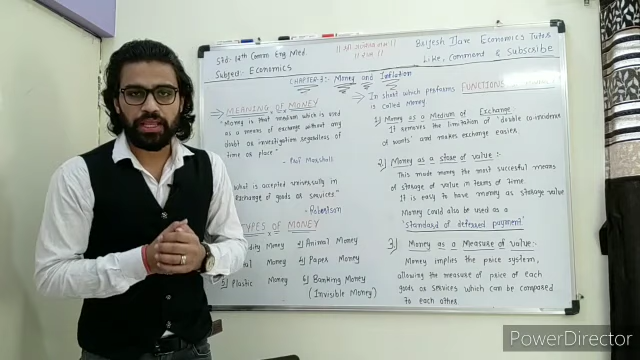 Std:- 12th Comm Eng. Med.
Subject:- Economics
Brijesh Ilare Economics Tutor
Like, Comment & Subscribe
CHAPTER-3:- Money and Inflation
MEANING OF MONEY
"Money is that medium which is used
as a means of exchange without any
doubt or investigation regardless of
time or place"
- Prof Marshall
what is accepted universally in
exchange of goods or services."
- Robertson
TYPES OF MONEY
2) Animal Money
Money 4) Paper Money
5) Plastic Money 6) Banking Money
(Invisible Money)
In short which performs FUNCTIONS
is called Money
1) Money as a Medium of Exchange:-
It removes the limitation of 'double co-incidence
of wants' and makes exchange easier.
2) Money as a store of value:-
This made money the most successful means
of storage of value in terms of Time.
It is easy to have money as storage value
Money could also be used as a
'Standard of deferred payment'
3) Money as a Measure of value:-
Money implies the price system,
allowing the measure of price of each
goods or services which can be compared
to each other
PowerDirector